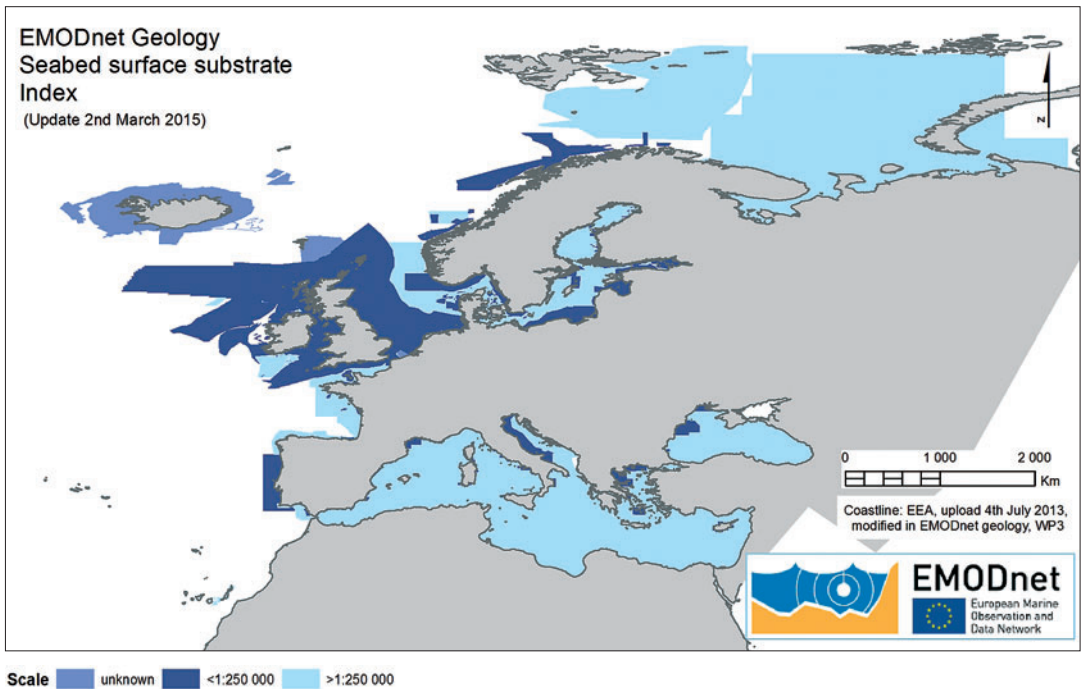 EMODnet Geology
Seabed surface substrate
Index
(Update 2nd March 2015)
N
0 1 000 2 000
Km
Coastline: EEA, upload 4th July 2013,
modified in EMODnet geology, WP3
EMODnet
European Marine
Observation and
Data Network
Scale unknown <1:250 000 >1:250 000